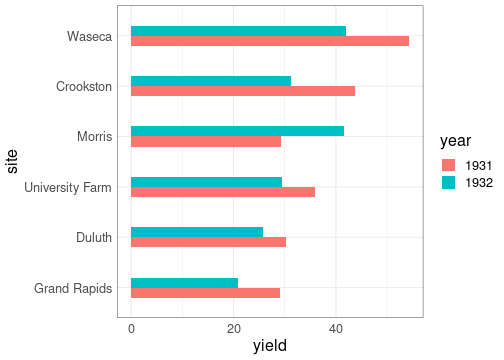 Waseca
Crookston
Morris
University Farm
Duluth
Grand Rapids
site
0 20 40
yield
year
1931
1932